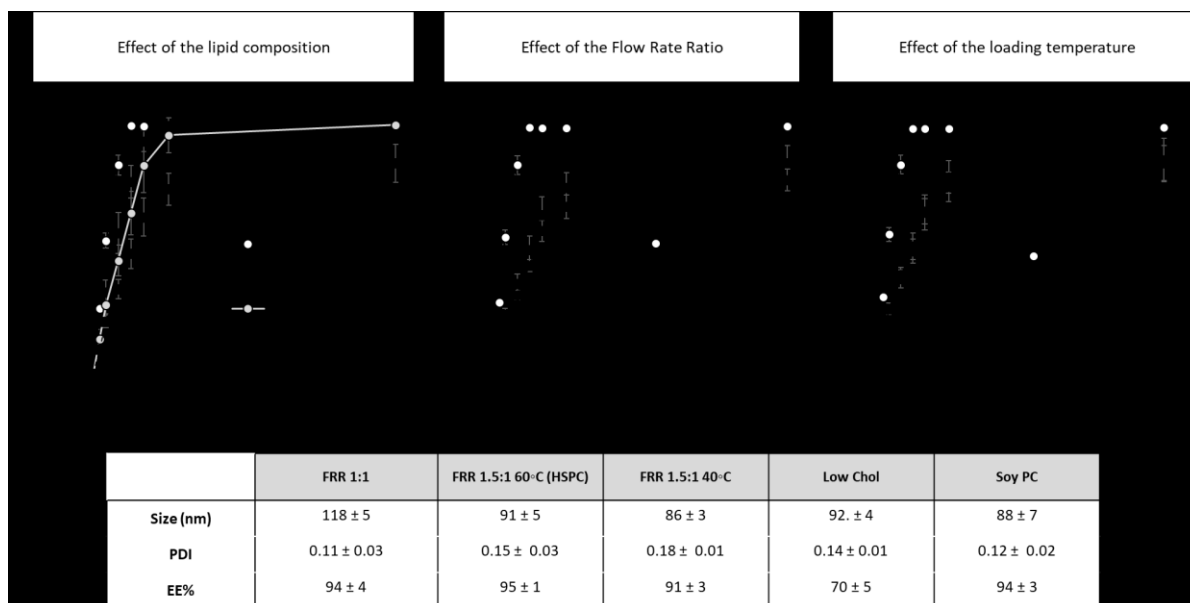 Effect of the lipid composition
Effect of the Flow Rate Ratio
Effect of the loading temperature
FRR 1:1 FRR 1.5:1 60◦C (HSPC) FRR 1.5:1 40◦C Low Chol Soy PC
Size (nm) 118 ± 5 91 ± 5 86 ± 3 92. ± 4 88 ± 7
PDI 0.11 ± 0.03 0.15 ± 0.03 0.18 ± 0.01 0.14 ± 0.01 0.12 ± 0.02
EE% 94 ± 4 95 ± 1 91 ± 3 70 ± 5 94 ± 3